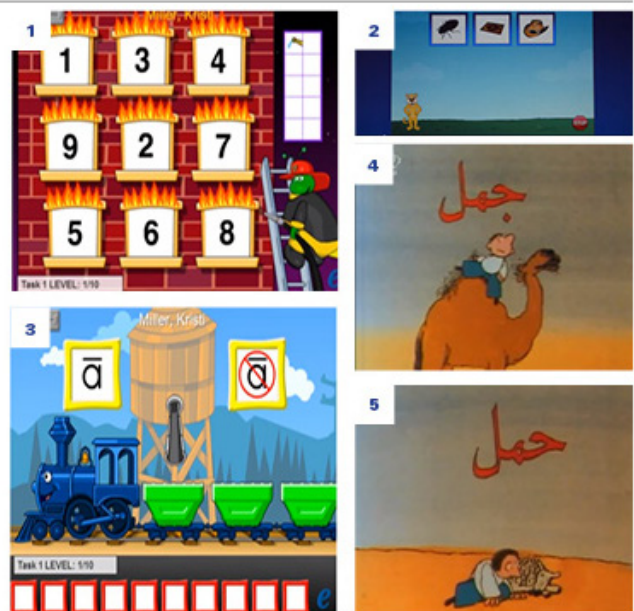 1
Miller, Kristi
1 3 4
9 2 7
5 6 8
Task 1 LEVEL: 1/10
e
2
3
Miller, Kristi
ā ā
Task 1 LEVEL: 1/10
e
4
جمل
5
حمل